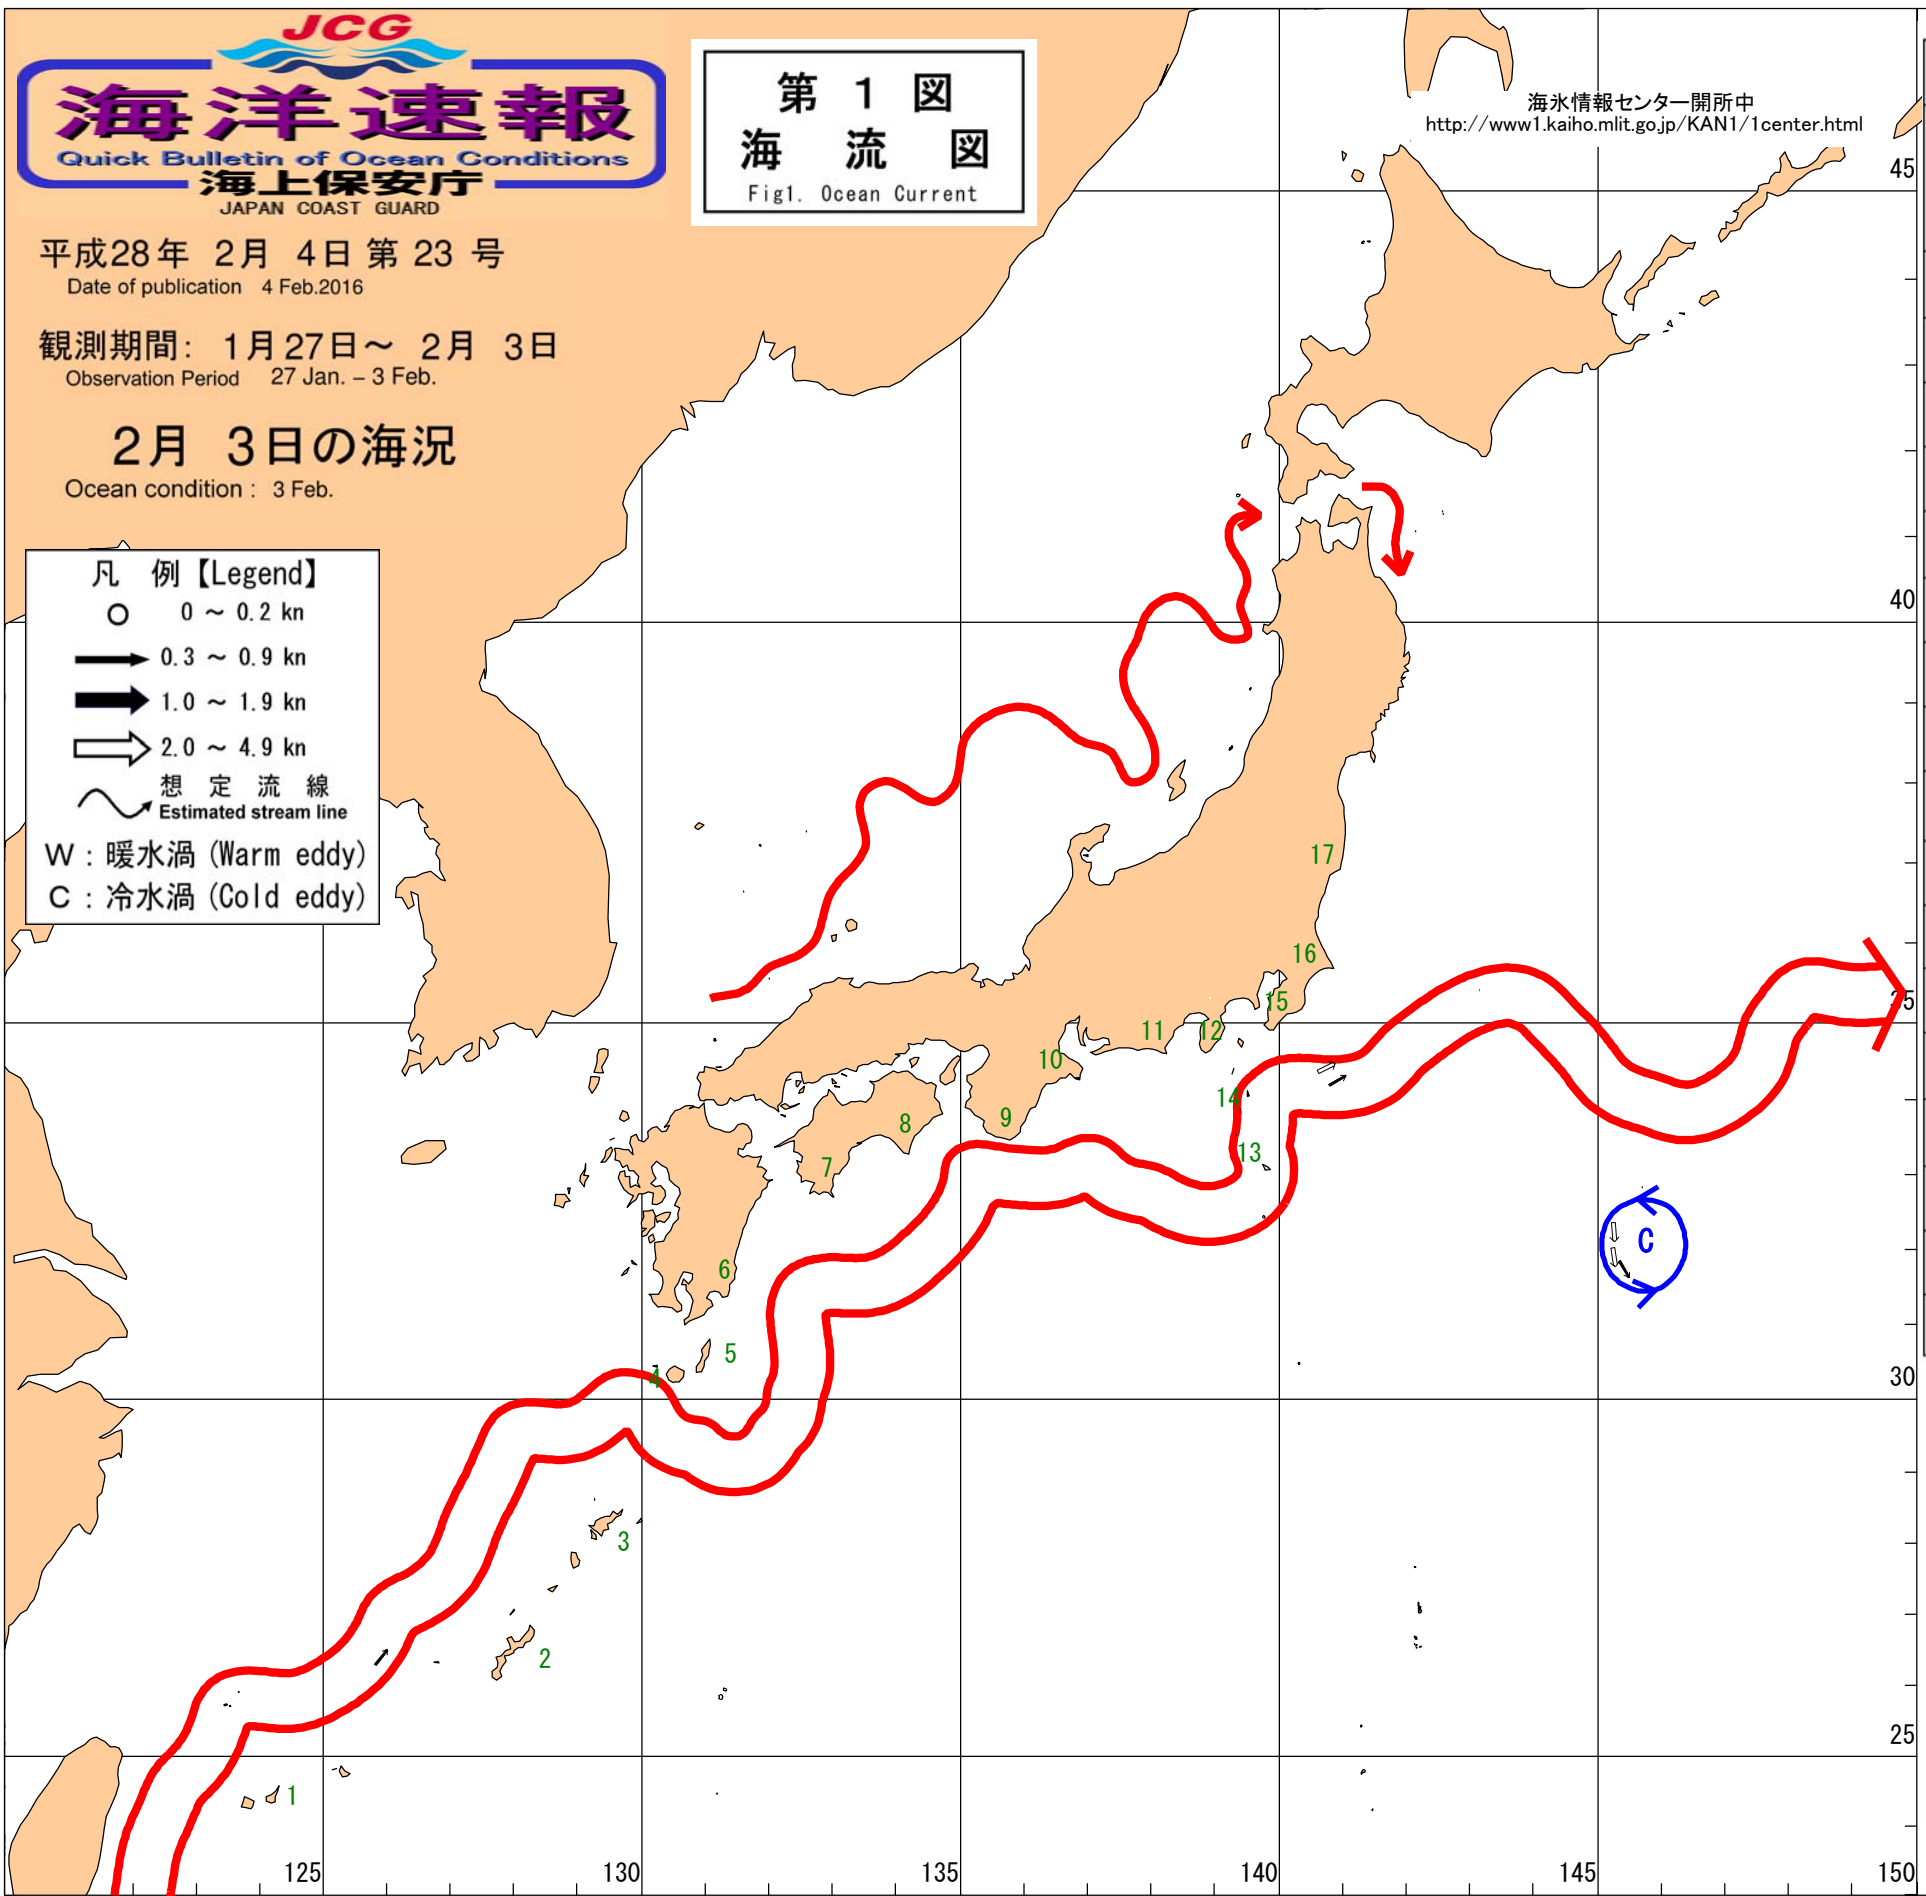 JCG
海洋速報
Quick Bulletin of Ocean Conditions
海上保安庁
JAPAN COAST GUARD
第 1 図
海 流 図
Fig1. Ocean Current
海氷情報センター開所中
http://www1.kaiho.mlit.go.jp/KAN1/1center.html
平成28年 2月 4日 第 23 号
Date of publication 4 Feb.2016
観測期間: 1月27日～ 2月 3日
Observation Period 27 Jan. – 3 Feb.
2月 3日の海況
Ocean condition : 3 Feb.
凡 例【Legend】
0 ～ 0.2 kn
0.3 ～ 0.9 kn
1.0 ～ 1.9 kn
2.0 ～ 4.9 kn
想 定 流 線
Estimated stream line
W : 暖水渦 (Warm eddy)
C : 冷水渦 (Cold eddy)
45
40
17
16
35
15
11
12
10
14
9
8
13
7
C
6
5
4
30
3
2
25
1
125
130
135
140
145
150